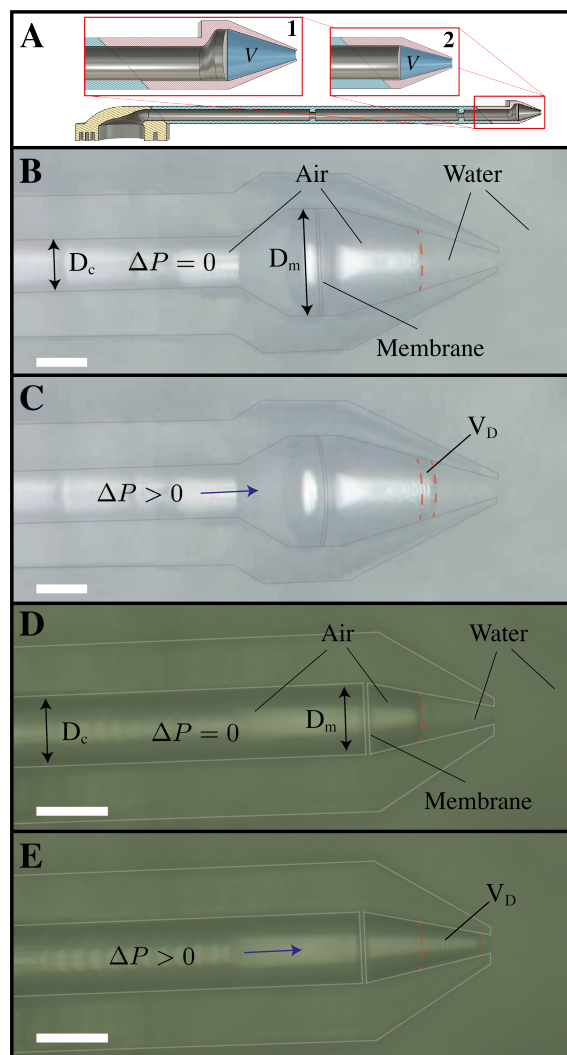 A
1
2
V
V
B
Air
Water
D_c
ΔP = 0
D_m
Membrane
C
V_D
ΔP > 0
D
Air
Water
D_c
ΔP = 0
D_m
Membrane
E
V_D
ΔP > 0